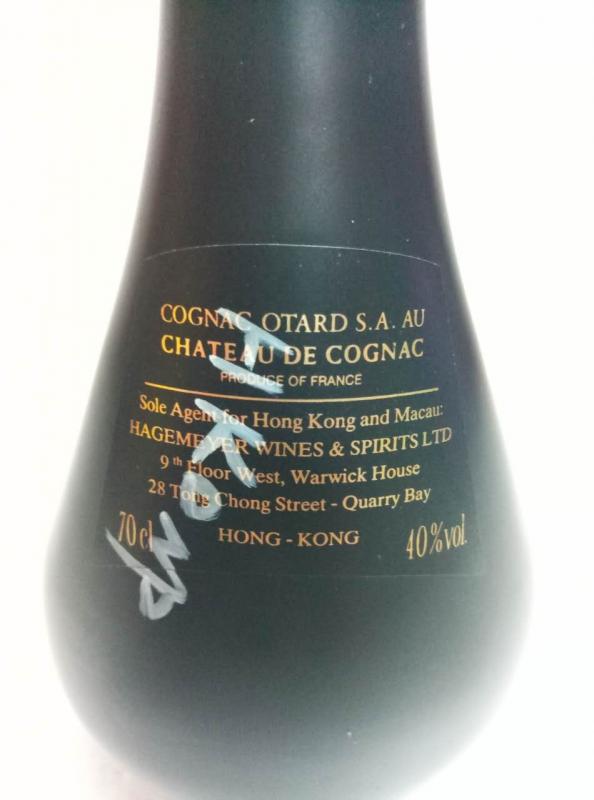 COGNAC OTARD S.A. AU
CHATEAU DE COGNAC
PRODUCE OF FRANCE
Sole Agent for Hong Kong and Macau:
HAGEMEYER WINES & SPIRITS LTD
9th Floor West, Warwick House
28 Tong Chong Street - Quarry Bay
70 cl HONG - KONG 40%vol.